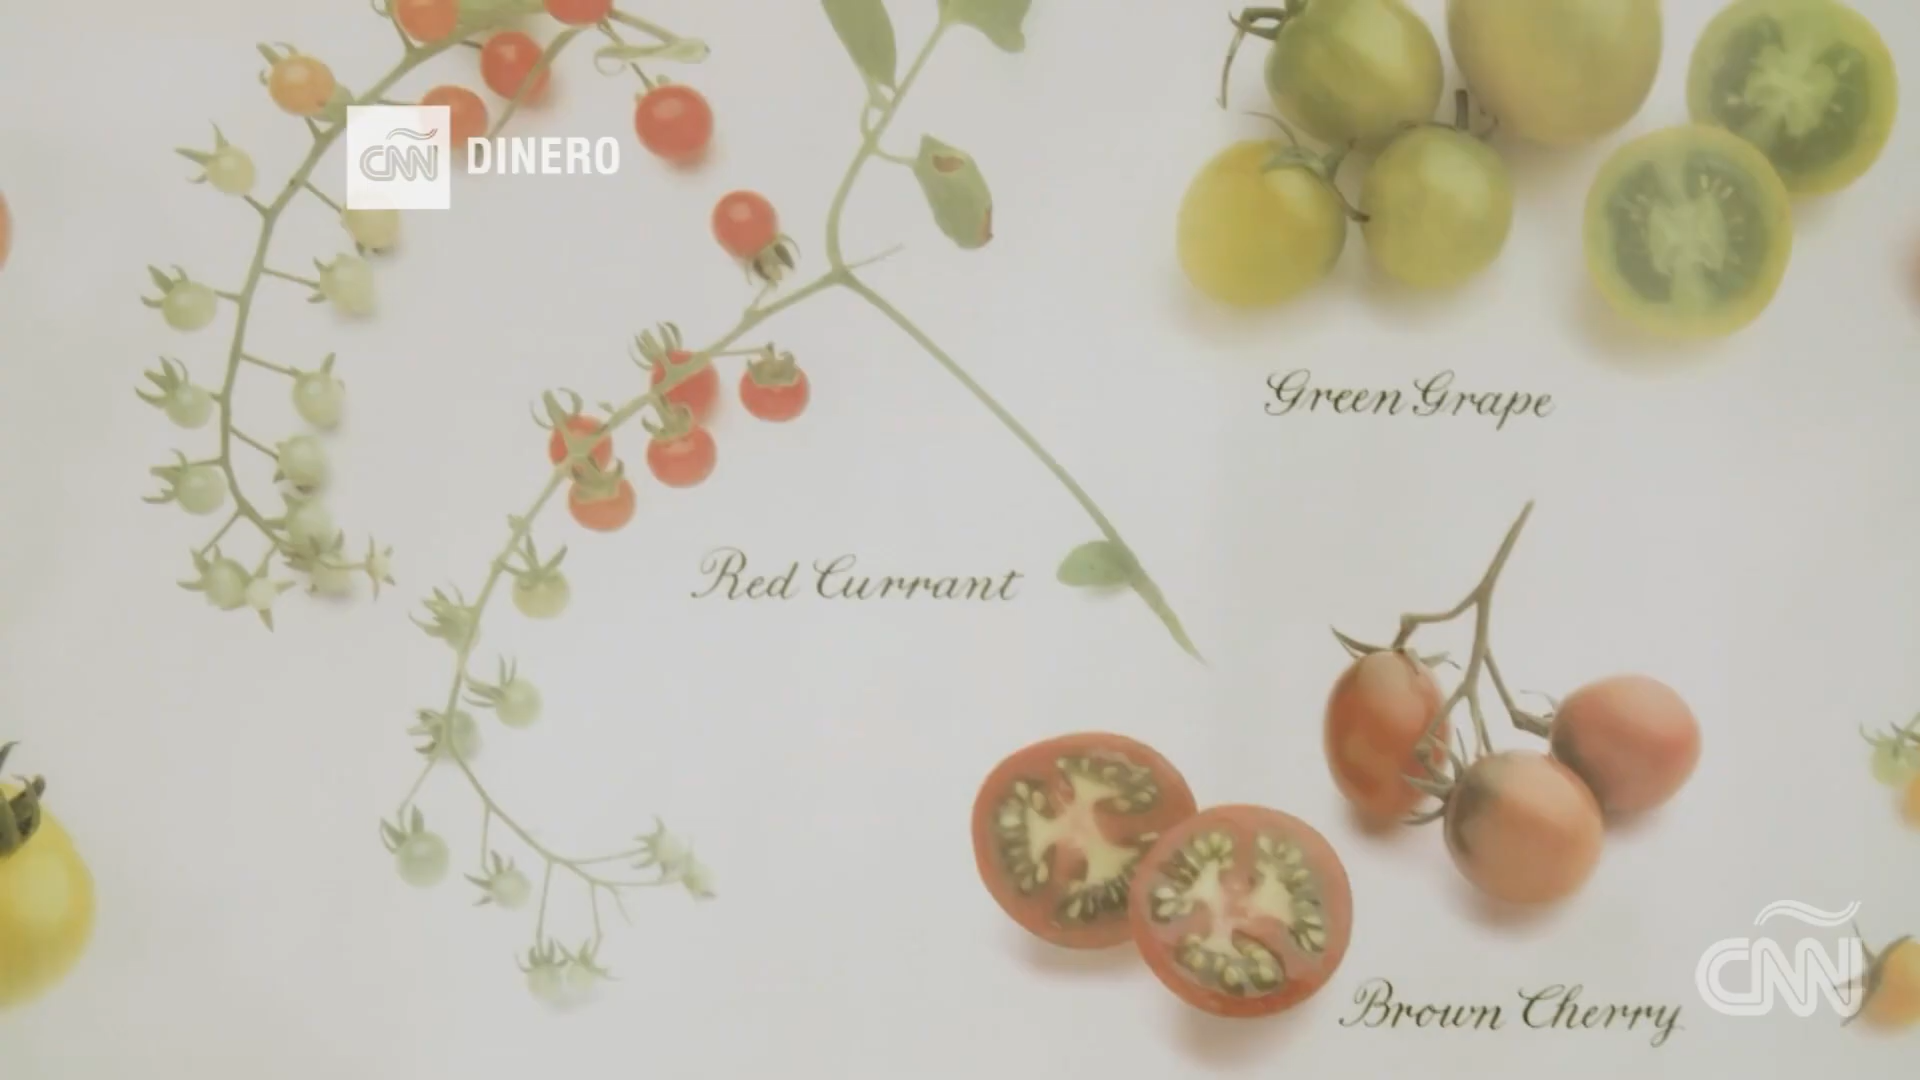 CNN DINERO
Green Grape
Red Currant
Brown Cherry
CNN